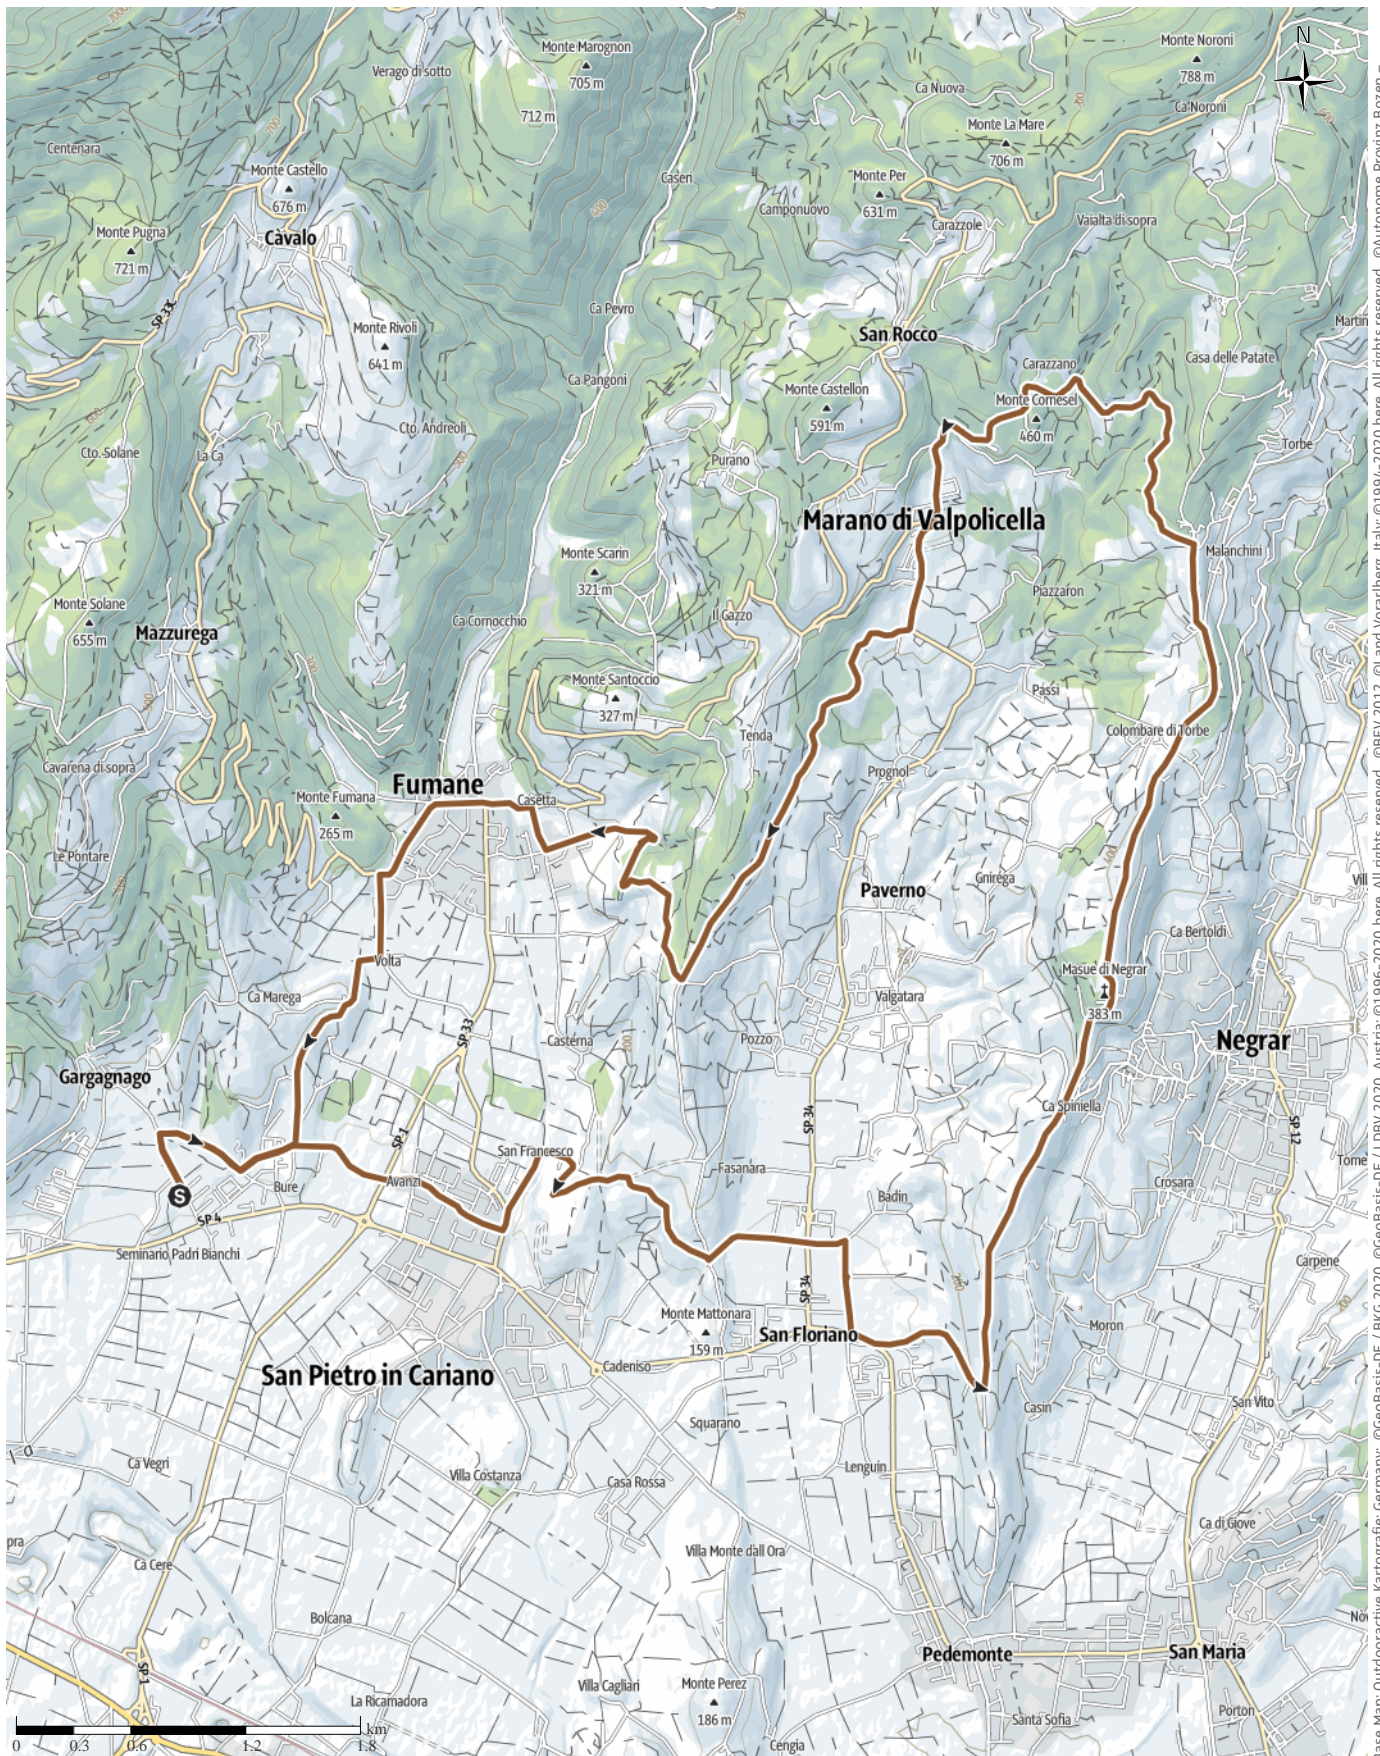 N
Monte Marognon
705 m
Monte Noroni
788 m
Verago di sotto
Ca Nuova
712 m
Ca Noroni
Monte La Mare
706 m
Centenara
Monte Castello
676 m
Caseri
Monte Per
631 m
Camponuovo
Carazzole
Vaialta di sopra
Monte Pugna
721 m
Cavalo
700
400
SP 33
Ca Pevro
Monte Rivoli
641 m
San Rocco
Martin
Casa delle Patate
Carazzano
Ca Pangoni
Monte Castellon
591 m
Monte Cornesel
460 m
600
Cto. Andreoli
Cto. Solane
La Ca
Purano
Torbe
500
Marano di Valpolicella
Monte Scarin
321 m
Malanchini
Piazzaron
Monte Solane
655 m
Mazzurega
Ca Cornocchio
Il Gazzo
Monte Santoccio
327 m
Passi
Colombare di Torbe
Tenda
Cavarena di sopra
Prognol
Fumane
Monte Fumana
265 m
Casetta
Le Pontare
Gnirega
Paverno
400
Ca Bertoldi
Volta
Masue di Negrar
383 m
Ca Marega
Valgatara
SP 33
Casterna
200
Pozzo
Negrar
Gargagnago
Ca Spiniella
SP 34
SP 12
SP 1
San Francesco
Fasanara
Tome
Avanzi
Bure
Badin
Crosara
S
SP 4
Seminario Padri Bianchi
Carpene
SP 34
200
Monte Mattonara
159 m
San Floriano
Moron
San Pietro in Cariano
Cadeniso
Casin
San Vito
Squarano
Ca Vegri
Villa Costanza
Casa Rossa
Lenguin
Ca di Giove
pra
Villa Monte dall Ora
Ca Cere
Bolcana
Pedemonte
San Maria
SP 1
Villa Cagliari
Monte Perez
186 m
La Ricamadora
Porton
Santa Sofia
Cengia
km
0 0.3 0.6 1.2 1.8